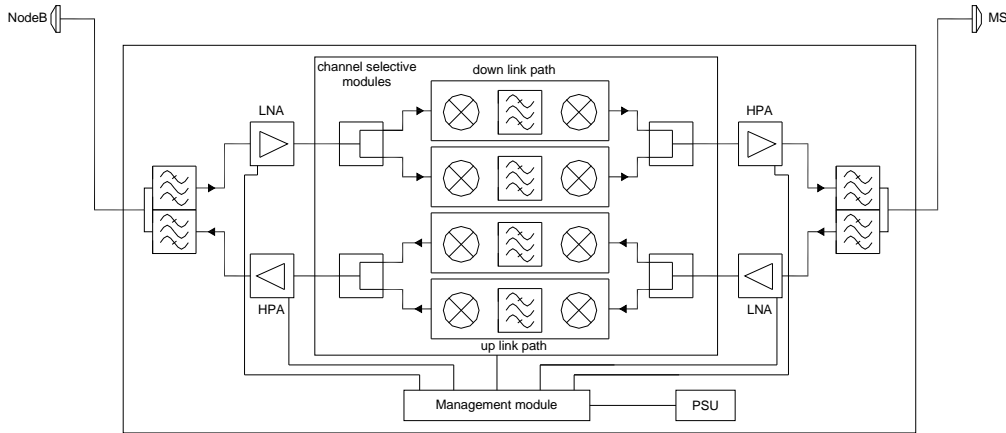 NodeB
MS
channel selective
modules
down link path
LNA
HPA
HPA
LNA
up link path
Management module
PSU